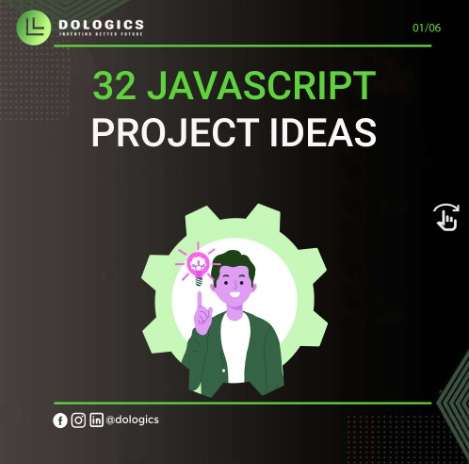 DOLOGICS
INVENTING BETTER FUTURE
01/06
32 JAVASCRIPT
PROJECT IDEAS
@dologics